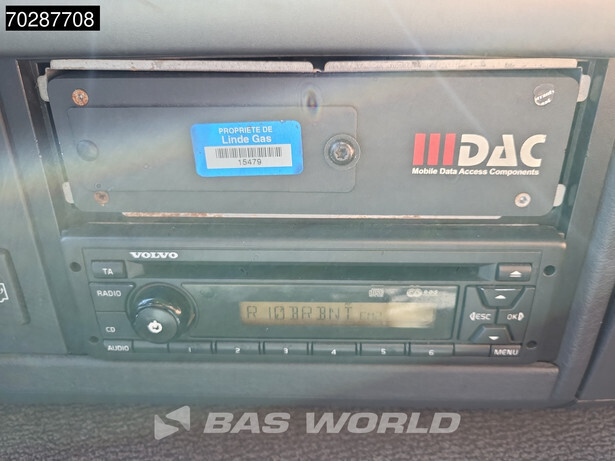 70287708
PROPRIETE DE
Linde Gas
15479
DAC
Mobile Data Access Components
VOLVO
TA
RADIO
CD
AUDIO
1 2 3 4 5 6
ESC
OK
MENU
BAS WORLD